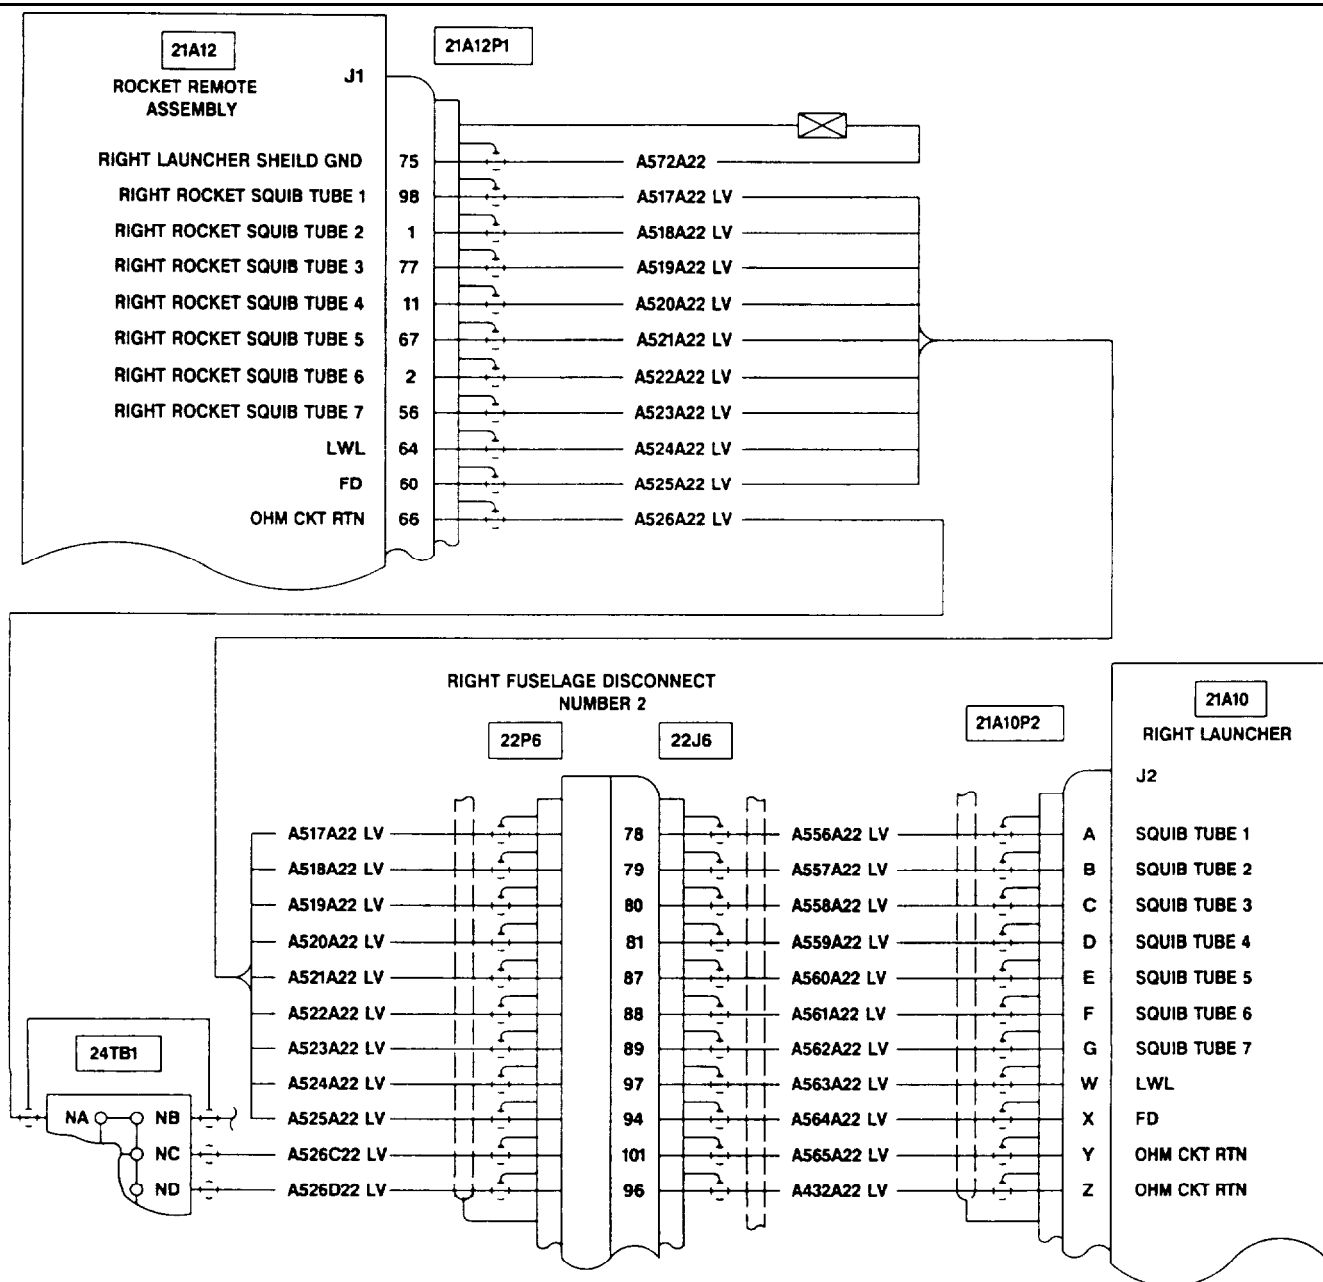 21A12
21A12P1
ROCKET REMOTE
ASSEMBLY
J1
RIGHT LAUNCHER SHEILD GND 75 A572A22
RIGHT ROCKET SQUIB TUBE 1 98 A517A22 LV
RIGHT ROCKET SQUIB TUBE 2 1 A518A22 LV
RIGHT ROCKET SQUIB TUBE 3 77 A519A22 LV
RIGHT ROCKET SQUIB TUBE 4 11 A520A22 LV
RIGHT ROCKET SQUIB TUBE 5 67 A521A22 LV
RIGHT ROCKET SQUIB TUBE 6 2 A522A22 LV
RIGHT ROCKET SQUIB TUBE 7 56 A523A22 LV
LWL 64 A524A22 LV
FD 60 A525A22 LV
OHM CKT RTN 66 A526A22 LV
RIGHT FUSELAGE DISCONNECT
NUMBER 2
22P6
22J6
21A10P2
21A10
RIGHT LAUNCHER
J2
A517A22 LV 78 A556A22 LV A SQUIB TUBE 1
A518A22 LV 79 A557A22 LV B SQUIB TUBE 2
A519A22 LV 80 A558A22 LV C SQUIB TUBE 3
A520A22 LV 81 A559A22 LV D SQUIB TUBE 4
A521A22 LV 87 A560A22 LV E SQUIB TUBE 5
A522A22 LV 88 A561A22 LV F SQUIB TUBE 6
A523A22 LV 89 A562A22 LV G SQUIB TUBE 7
24TB1
A524A22 LV 97 A563A22 LV W LWL
NA NB A525A22 LV 94 A564A22 LV X FD
NC A526C22 LV 101 A565A22 LV Y OHM CKT RTN
ND A526D22 LV 96 A432A22 LV Z OHM CKT RTN